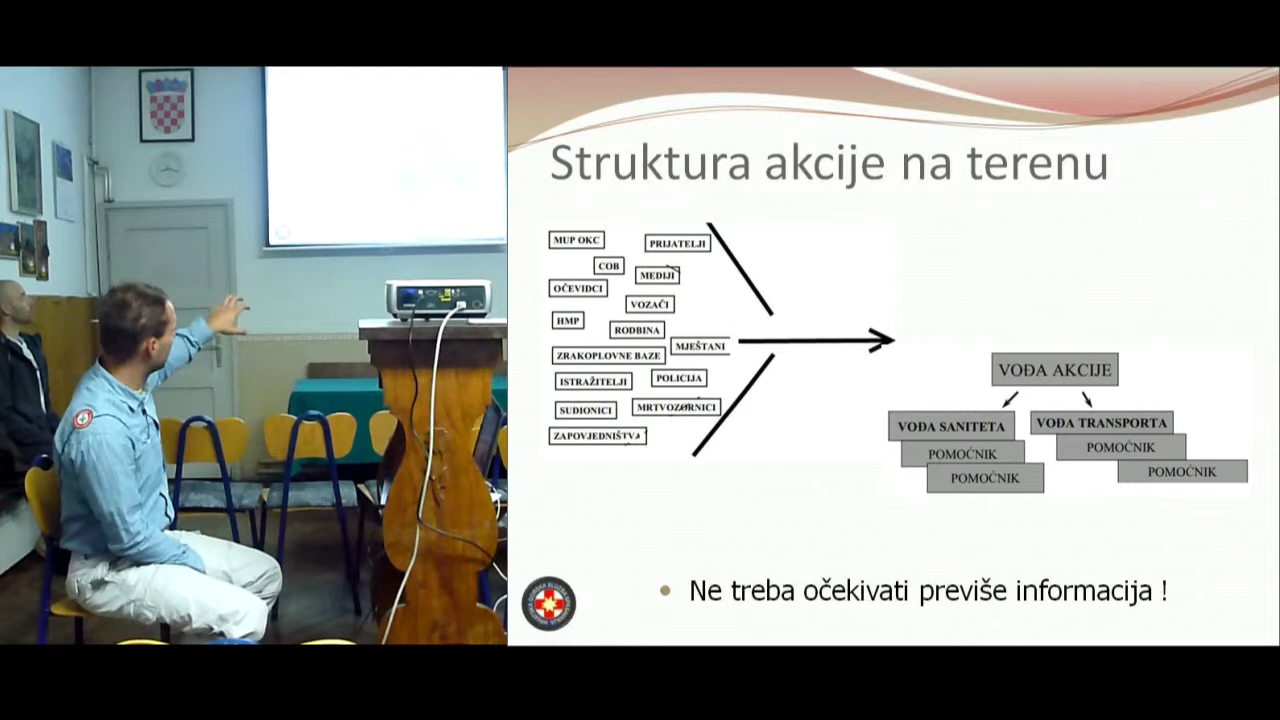 Struktura akcije na terenu
MUP OKC
PRIJATELJI
COB
MEDIJI
OČEVIDCI
VOZAČI
HMP
RODBINA
MJEŠTANI
ZRAKOPLOVNE BAZE
ISTRAŽITELJI
POLICIJA
SUDIONICI
MRTVOZORNICI
ZAPOVJEDNIŠTVA
VOĐA AKCIJE
VOĐA SANITETA
POMOĆNIK
POMOĆNIK
VOĐA TRANSPORTA
POMOĆNIK
POMOĆNIK
Ne treba očekivati previše informacija !